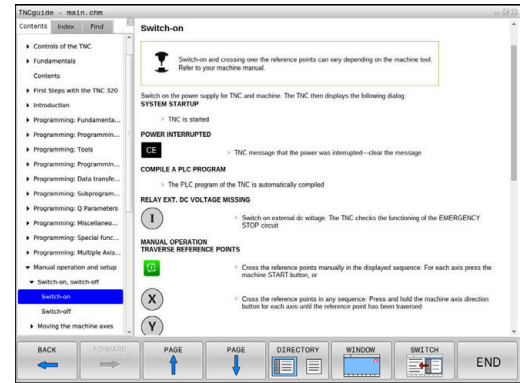 TNCguide - main.chm
Contents Index Find
Controls of the TNC
Fundamentals
Contents
First Steps with the TNC 320
Introduction
Programming: Fundamenta...
Programming: Programmin...
Programming: Tools
Programming: Programmin...
Programming: Data transfe...
Programming: Subprogram...
Programming: Q Parameters
Programming: Miscellaneo...
Programming: Special func...
Programming: Multiple Axis...
Manual operation and setup
Switch-on, switch-off
Switch-on
Switch-off
Moving the machine axes
Switch-on
Switch-on and crossing over the reference points can vary depending on the machine tool.
Refer to your machine manual.
Switch on the power supply for TNC and machine. The TNC then displays the following dialog:
SYSTEM STARTUP
TNC is started
POWER INTERRUPTED
CE
TNC message that the power was interrupted—clear the message
COMPILE A PLC PROGRAM
The PLC program of the TNC is automatically compiled
RELAY EXT. DC VOLTAGE MISSING
I
Switch on external dc voltage. The TNC checks the functioning of the EMERGENCY
STOP circuit
MANUAL OPERATION
TRAVERSE REFERENCE POINTS
Cross the reference points manually in the displayed sequence: For each axis press the
machine START button, or
X
Cross the reference points in any sequence: Press and hold the machine axis direction
button for each axis until the reference point has been traversed
Y
BACK
FORWARD
PAGE
PAGE
DIRECTORY
WINDOW
SWITCH
END